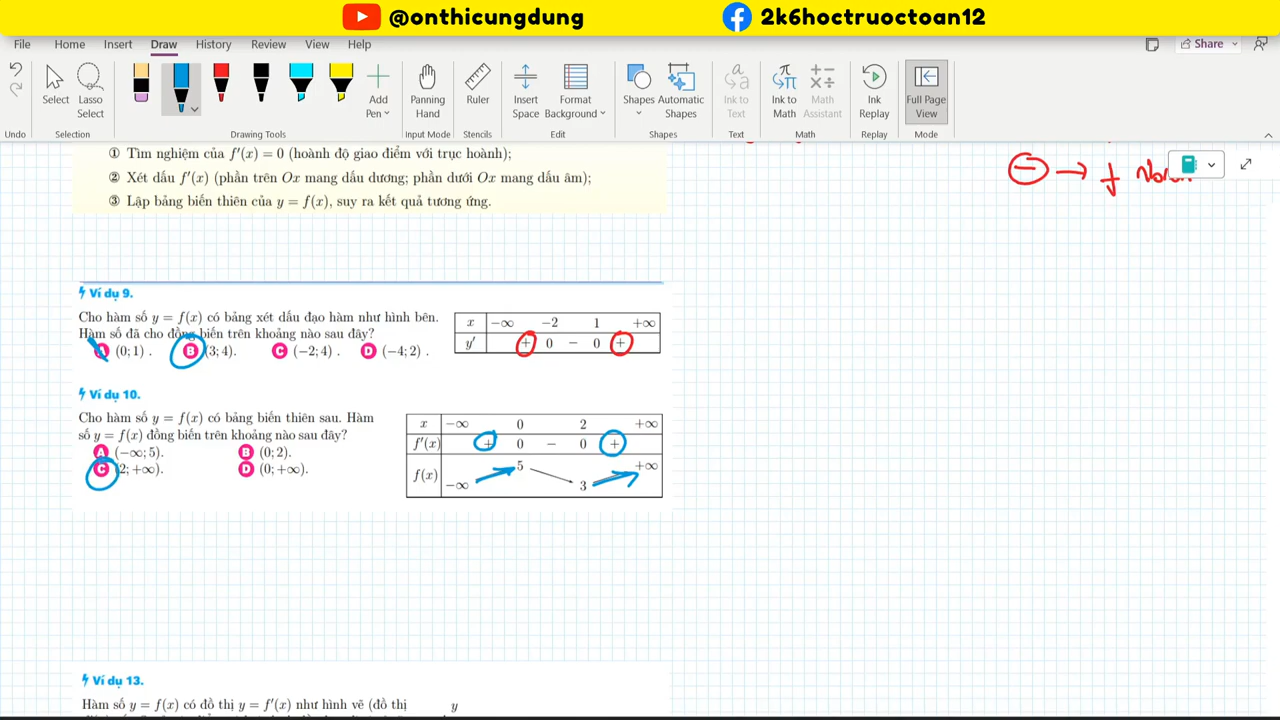 @onthicungdung
2k6hoctructoan12
File Home Insert Draw History Review View Help
Share
Select
Lasso Select
Add Pen
Panning Hand
Ruler
Insert Space
Format Background
Shapes
Automatic Shapes
Ink to Text
Ink to Math
Math Assistant
Ink Replay
Full Page View
Undo
Selection
Drawing Tools
Input Mode
Stencils
Edit
Shapes
Text
Math
Replay
Mode
① Tìm nghiệm của f′(x) = 0 (hoành độ giao điểm với trục hoành);
② Xét dấu f′(x) (phần trên Ox mang dấu dương; phần dưới Ox mang dấu âm);
③ Lập bảng biến thiên của y = f(x), suy ra kết quả tương ứng.
− → f
Ví dụ 9.
Cho hàm số y = f(x) có bảng xét dấu đạo hàm như hình bên.
Hàm số đã cho đồng biến trên khoảng nào sau đây?
A (0; 1) . B (3; 4). C (−2; 4) . D (−4; 2) .
x −∞ −2 1 +∞
y′ + 0 − 0 +
Ví dụ 10.
Cho hàm số y = f(x) có bảng biến thiên sau. Hàm
số y = f(x) đồng biến trên khoảng nào sau đây?
A (−∞; 5). B (0; 2).
C (2; +∞). D (0; +∞).
x −∞ 0 2 +∞
f′(x) + 0 − 0 +
f(x) −∞ 5 3 +∞
Ví dụ 13.
Hàm số y = f(x) có đồ thị y = f′(x) như hình vẽ (đồ thị
y